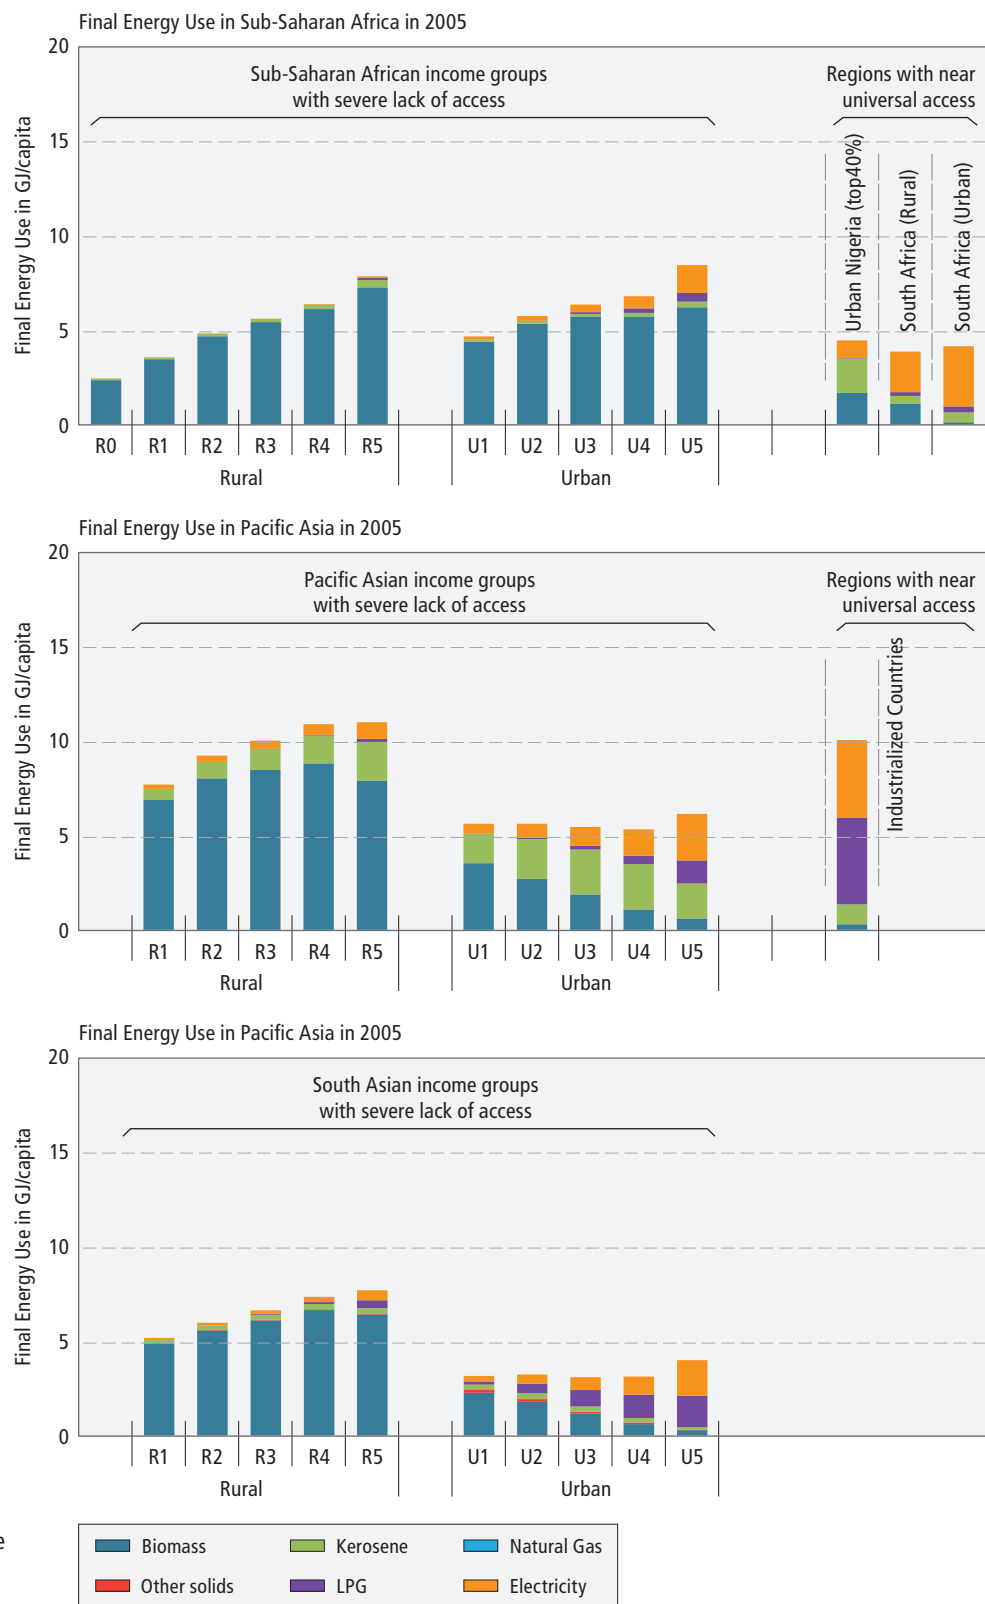 Final Energy Use in Sub-Saharan Africa in 2005
Final Energy Use in GJ/capita
20
15
10
5
0
Sub-Saharan African income groups
with severe lack of access
Regions with near
universal access
Urban Nigeria (top40%)
South Africa (Rural)
South Africa (Urban)
R0 R1 R2 R3 R4 R5 U1 U2 U3 U4 U5
Rural Urban
Final Energy Use in Pacific Asia in 2005
Final Energy Use in GJ/capita
20
15
10
5
0
Pacific Asian income groups
with severe lack of access
Regions with near
universal access
Industrialized Countries
R1 R2 R3 R4 R5 U1 U2 U3 U4 U5
Rural Urban
Final Energy Use in Pacific Asia in 2005
Final Energy Use in GJ/capita
20
15
10
5
0
South Asian income groups
with severe lack of access
R1 R2 R3 R4 R5 U1 U2 U3 U4 U5
Rural Urban
Biomass Kerosene Natural Gas
Other solids LPG Electricity